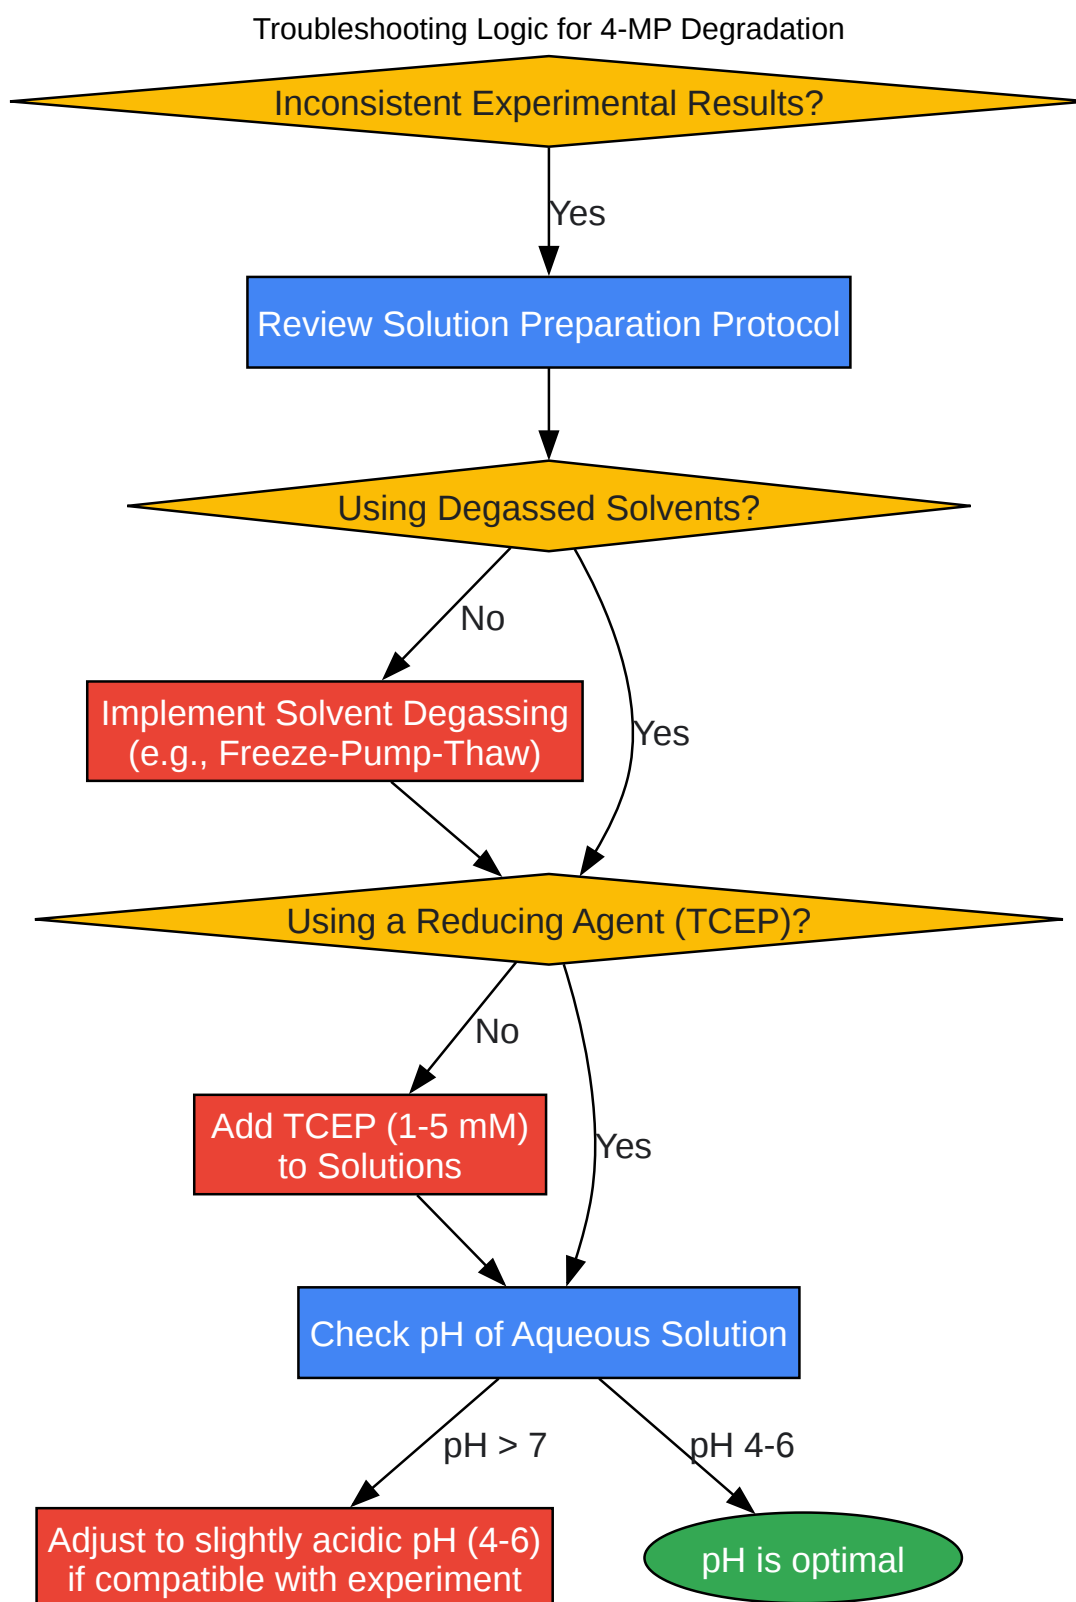 Troubleshooting Logic for 4-MP Degradation
Inconsistent Experimental Results?
Yes
Review Solution Preparation Protocol
Using Degassed Solvents?
No
Implement Solvent Degassing
(e.g., Freeze-Pump-Thaw)
Yes
Using a Reducing Agent (TCEP)?
No
Add TCEP (1-5 mM)
to Solutions
Yes
Check pH of Aqueous Solution
pH > 7
pH 4-6
Adjust to slightly acidic pH (4-6)
if compatible with experiment
pH is optimal